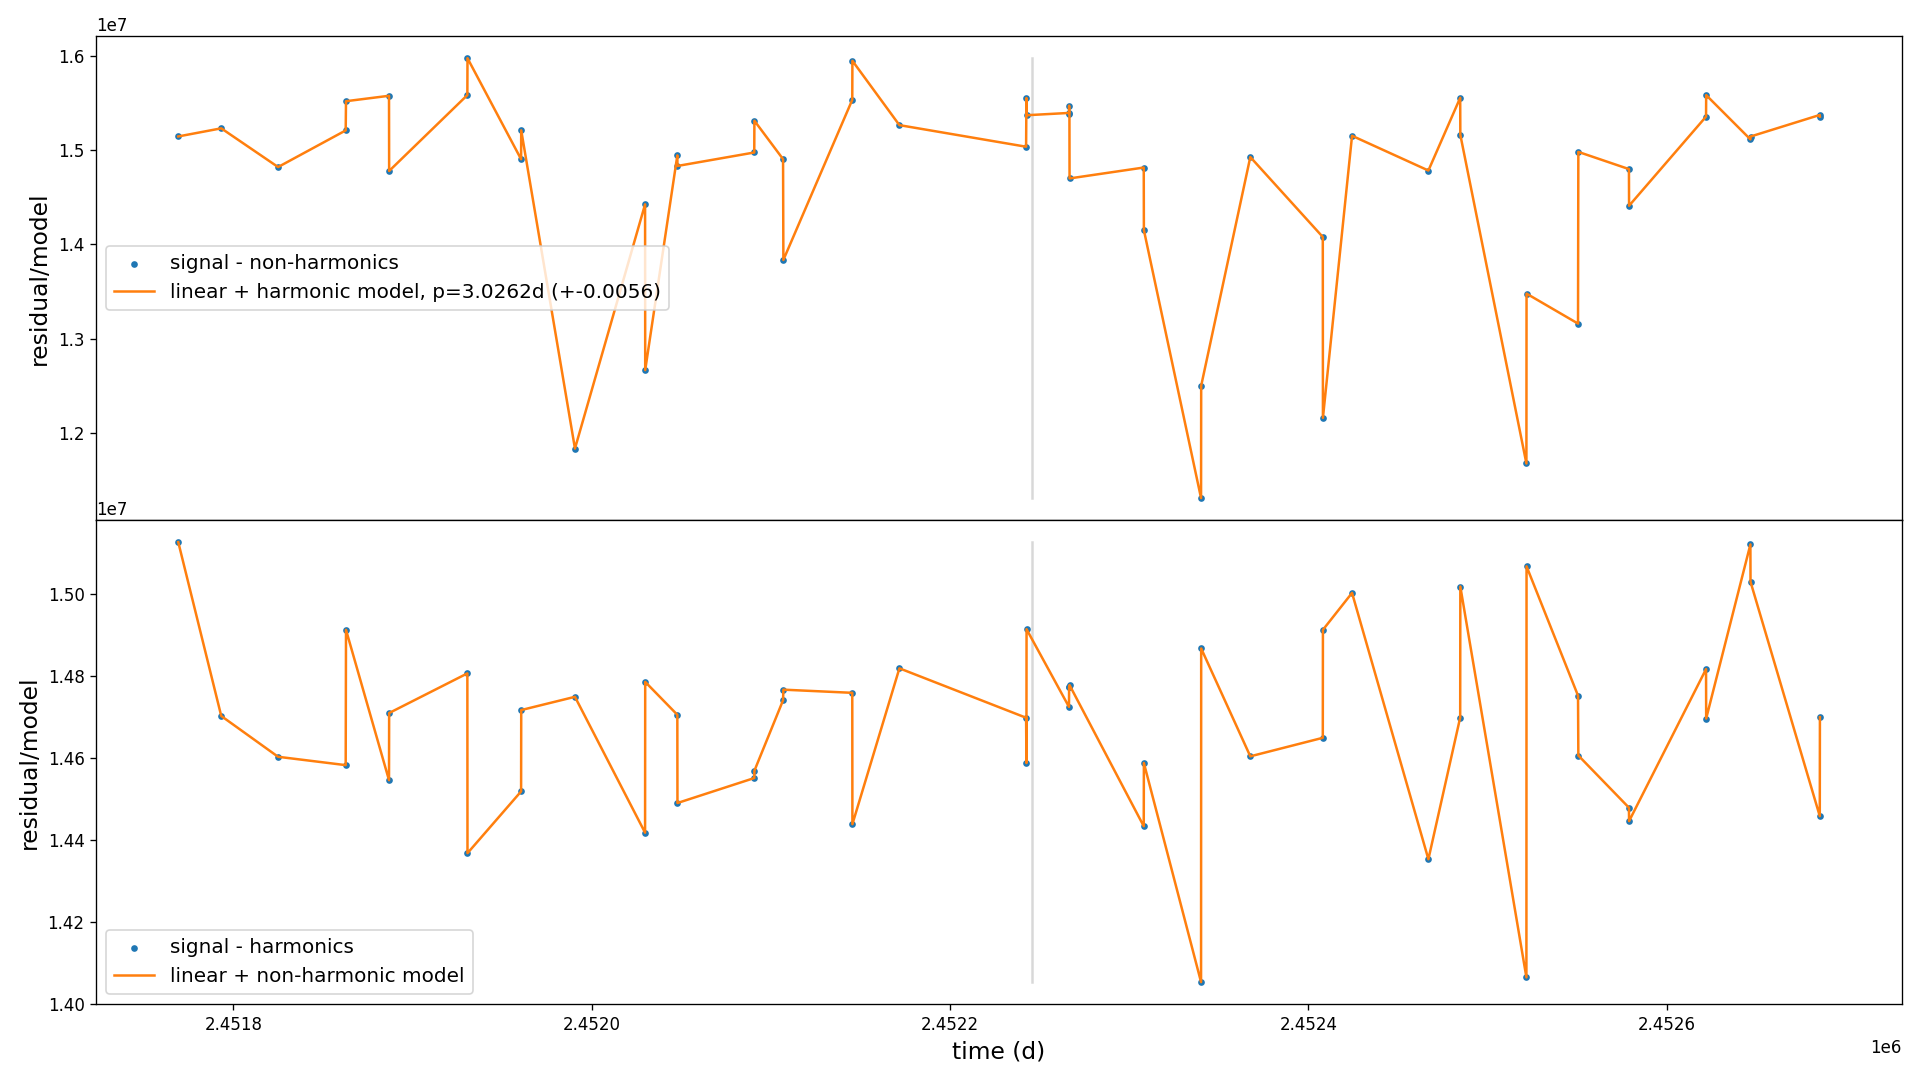 1e7
1.6
1.5
1.4
1.3
1.2
residual/model
signal - non-harmonics
linear + harmonic model, p=3.0262d (+-0.0056)
1e7
1.50
1.48
1.46
1.44
1.42
1.40
residual/model
signal - harmonics
linear + non-harmonic model
2.4518
2.4520
2.4522
2.4524
2.4526
time (d)
1e6